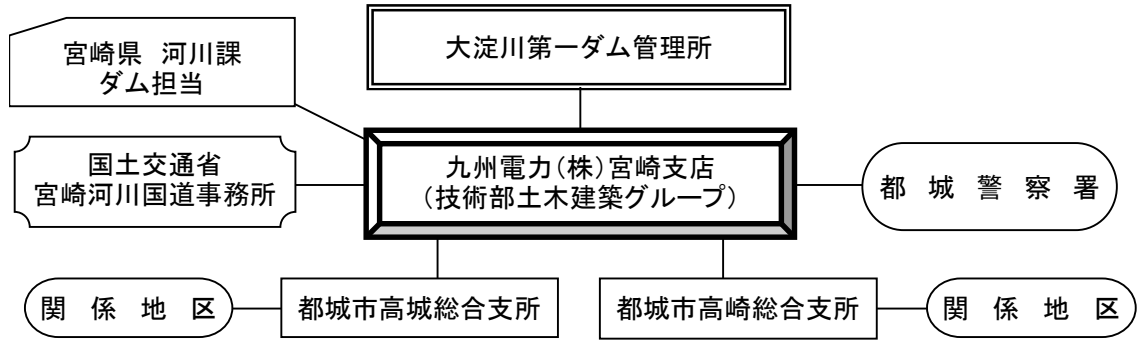 宮崎県　河川課
ダム担当
大淀川第一ダム管理所
国土交通省
宮崎河川国道事務所
九州電力(株)宮崎支店
(技術部土木建築グループ)
都　城　警　察　署
関　係　地　区
都城市高城総合支所
都城市高崎総合支所
関　係　地　区